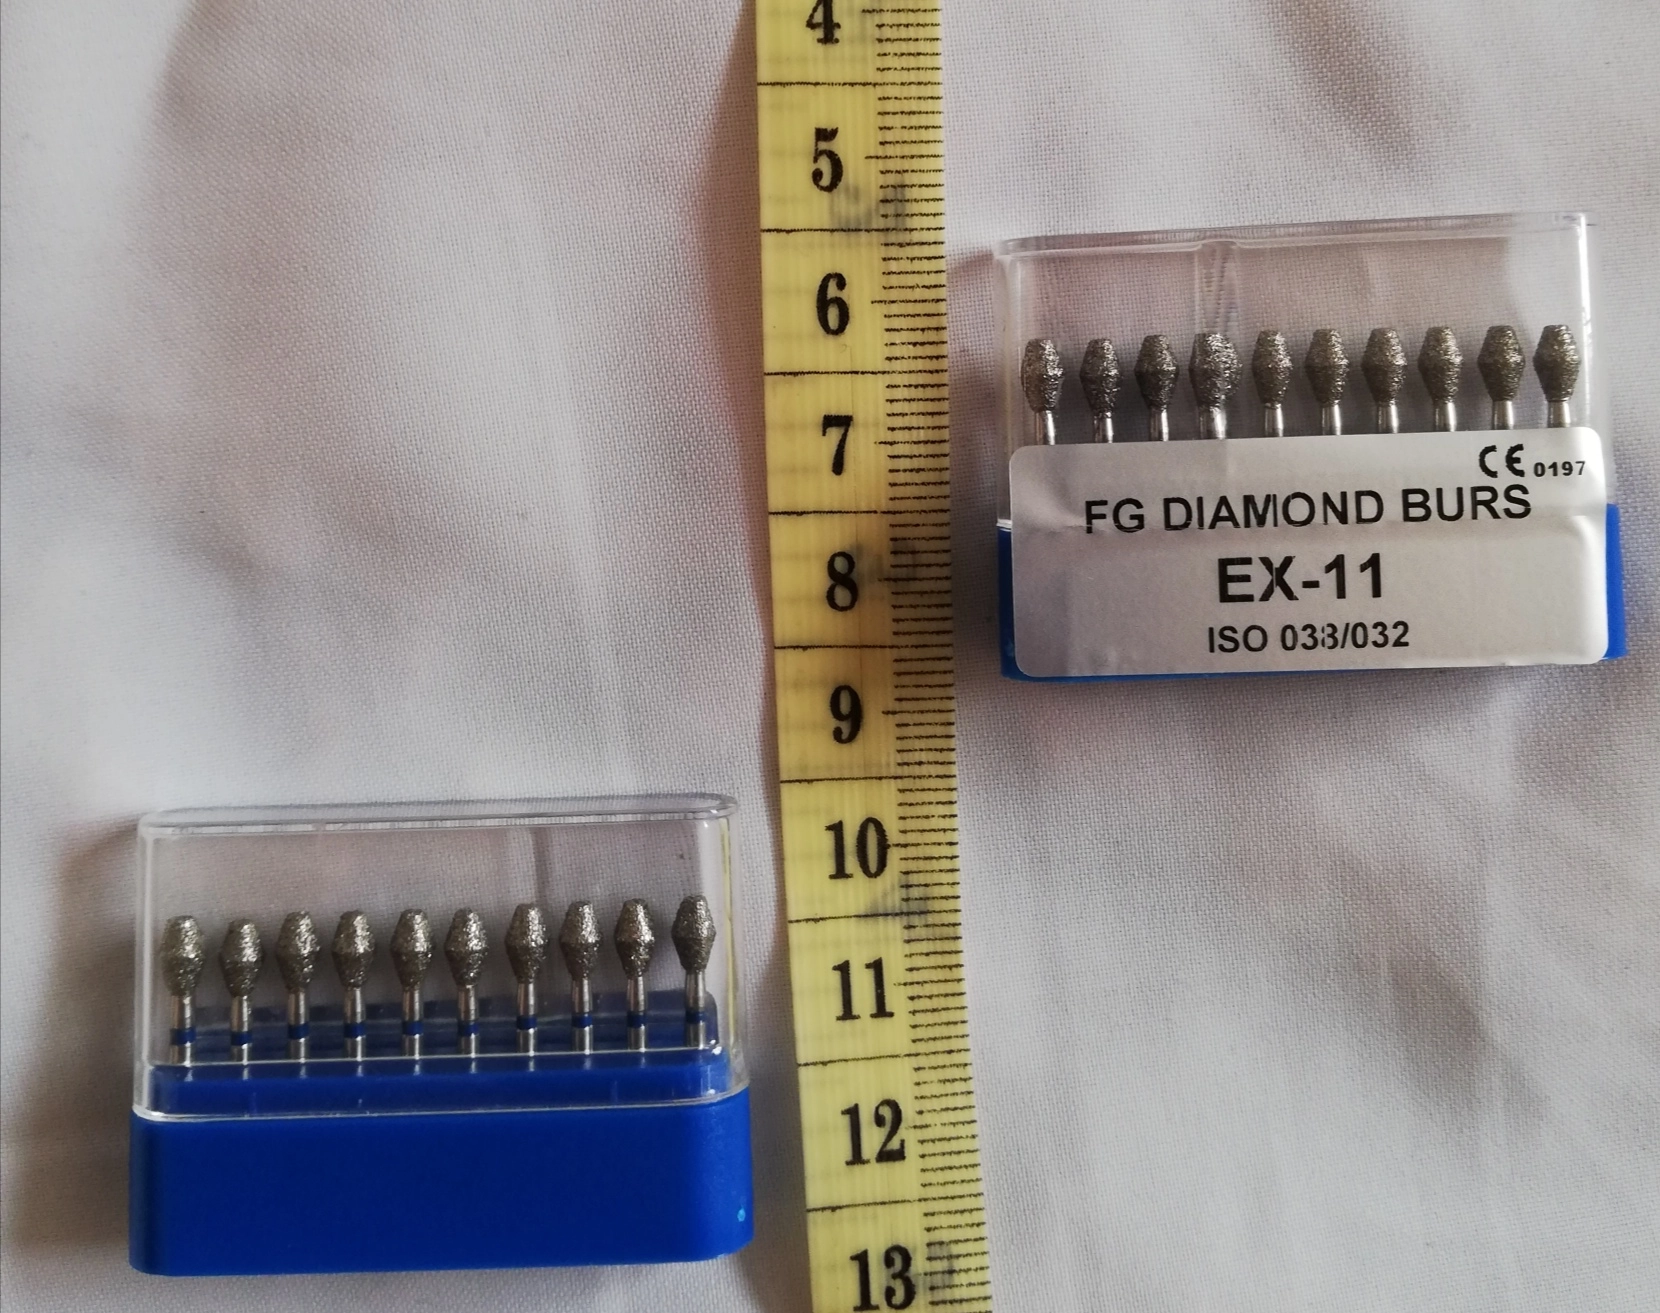 4
5
6
7
8
9
10
11
12
13
CE 0197
FG DIAMOND BURS
EX-11
ISO 038/032